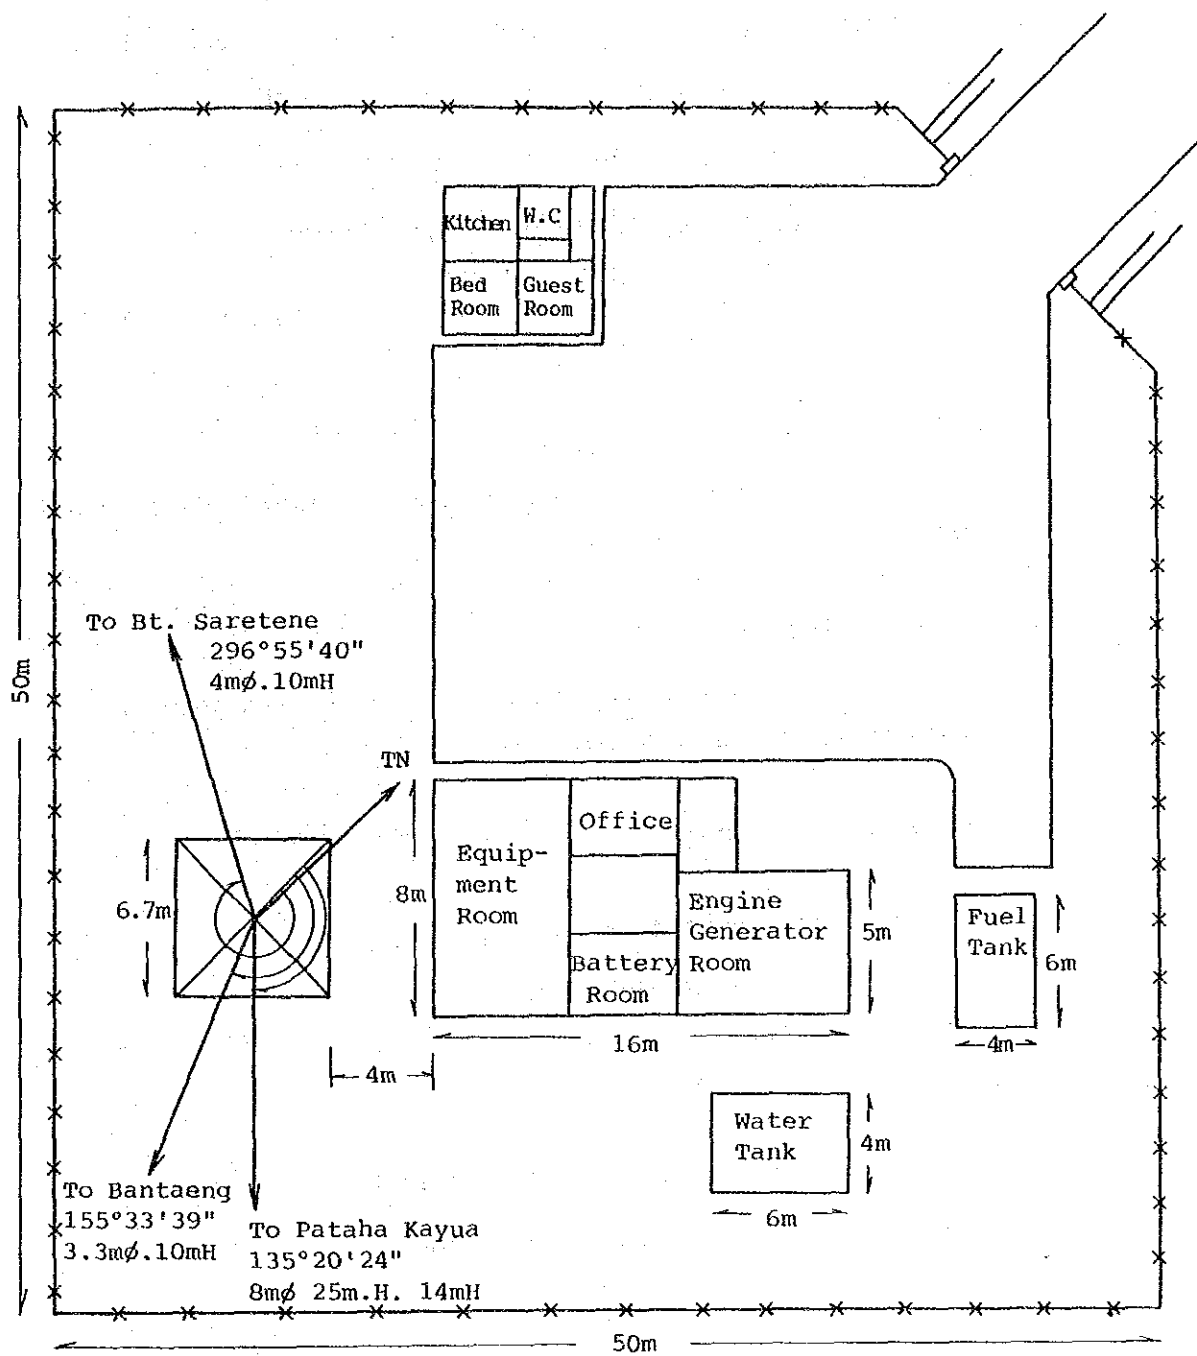 Kitchen
W.C
Bed
Room
Guest
Room
50m
To Bt. Saretene
296°55'40"
4mø.10mH
TN
6.7m
8m
Equip-
ment
Room
Office
Battery
Room
Engine
Generator
Room
5m
Fuel
Tank
6m
4m
16m
4m
Water
Tank
4m
6m
To Bantaeng
155°33'39"
3.3mø.10mH
To Pataha Kayua
135°20'24"
8mø 25m.H. 14mH
50m